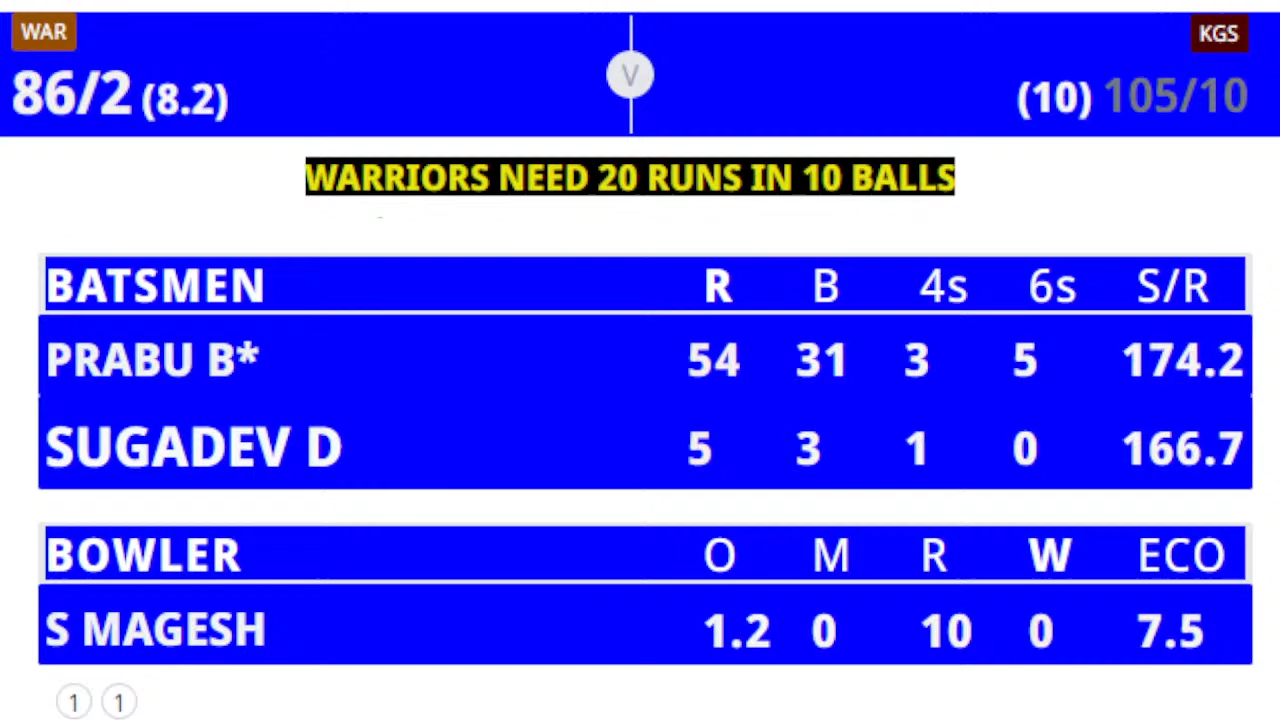 WAR KGS
86/2 (8.2) V (10) 105/10
WARRIORS NEED 20 RUNS IN 10 BALLS
BATSMEN R B 4s 6s S/R
PRABU B* 54 31 3 5 174.2
SUGADEV D 5 3 1 0 166.7
BOWLER O M R W ECO
S MAGESH 1.2 0 10 0 7.5
1 1